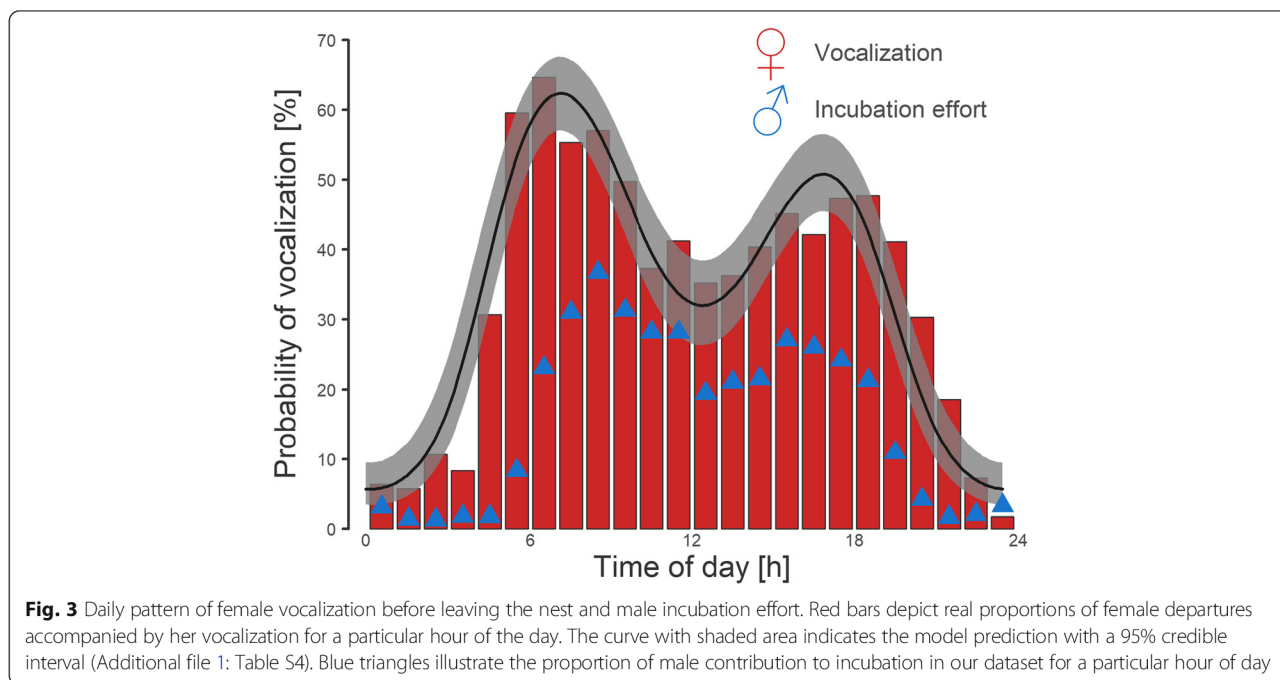 70
60
50
40
30
20
10
0
Probability of vocalization [%]
Vocalization
Incubation effort
0 6 12 18 24
Time of day [h]
Fig. 3 Daily pattern of female vocalization before leaving the nest and male incubation effort. Red bars depict real proportions of female departures
accompanied by her vocalization for a particular hour of the day. The curve with shaded area indicates the model prediction with a 95% credible
interval (Additional file 1: Table S4). Blue triangles illustrate the proportion of male contribution to incubation in our dataset for a particular hour of day